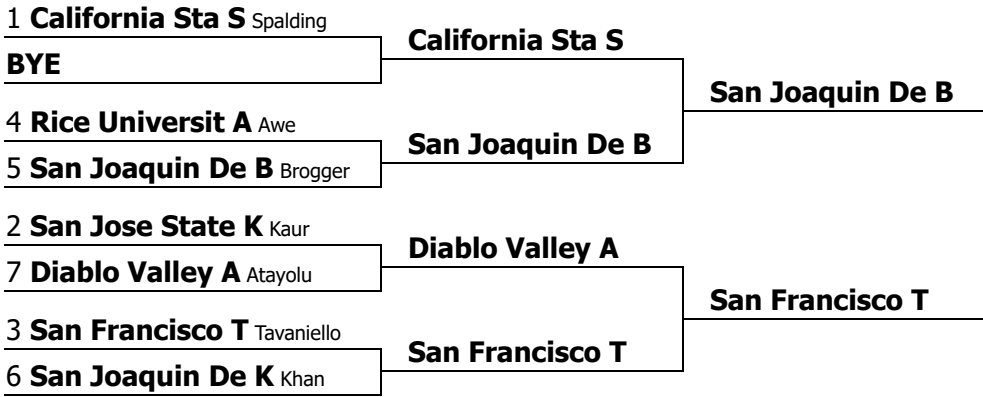 1 California Sta S Spalding
BYE
4 Rice Universit A Awe
5 San Joaquin De B Brogger
2 San Jose State K Kaur
7 Diablo Valley A Atayolu
3 San Francisco T Tavaniello
6 San Joaquin De K Khan
California Sta S
San Joaquin De B
Diablo Valley A
San Francisco T
San Joaquin De B
San Francisco T